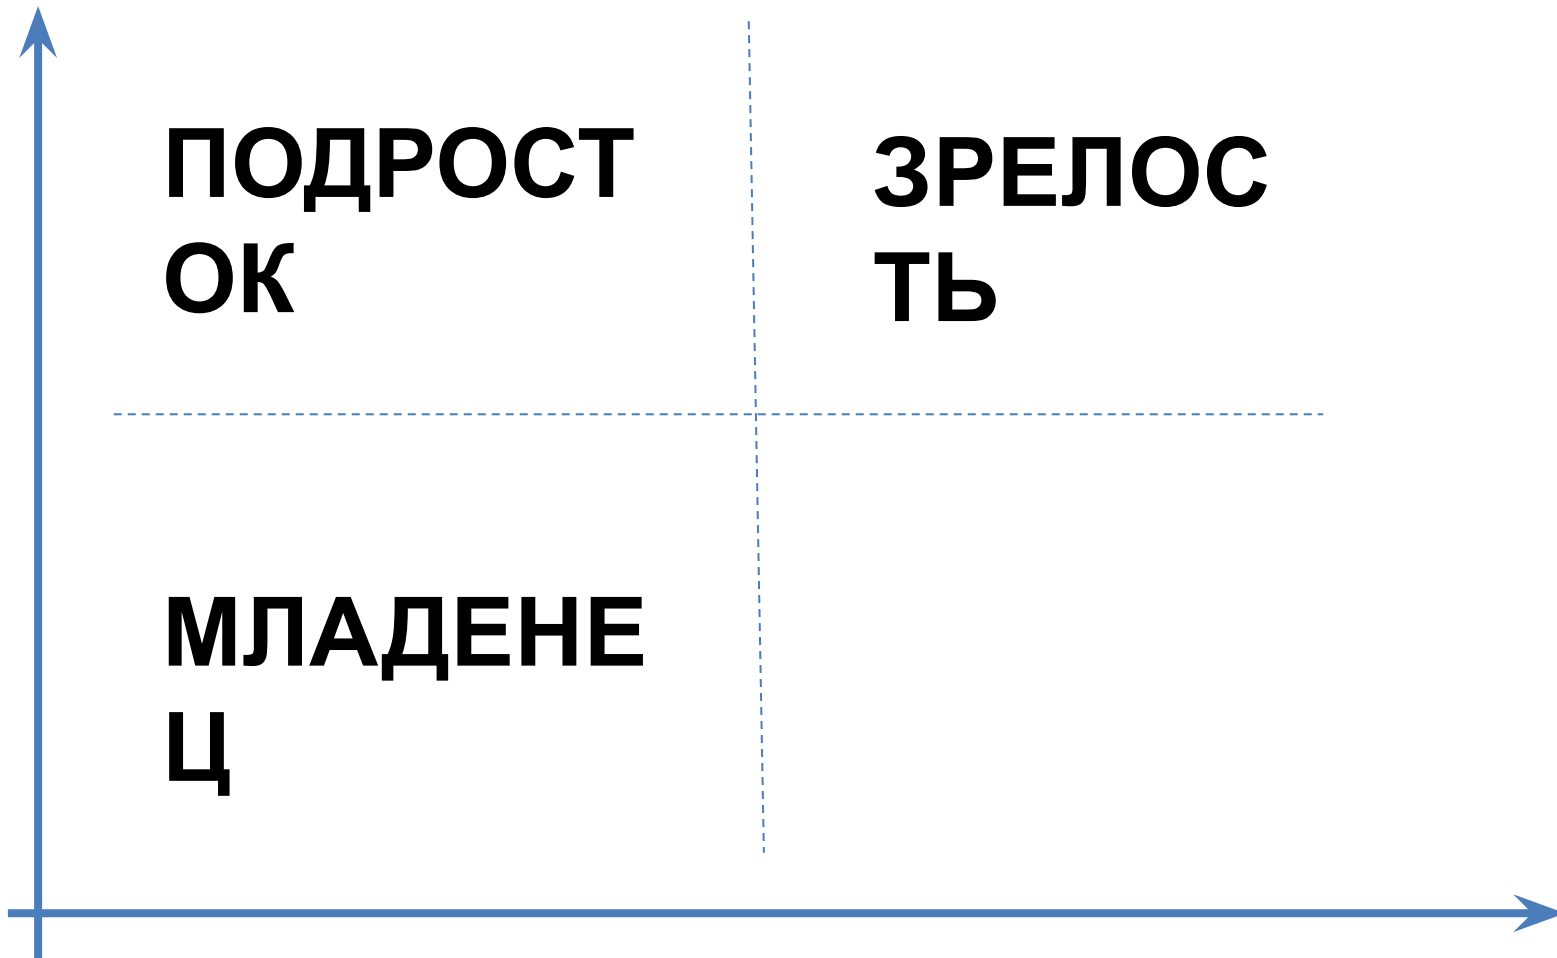 ПОДРОСТ
ОК
ЗРЕЛОС
ТЬ
МЛАДЕНЕ
Ц